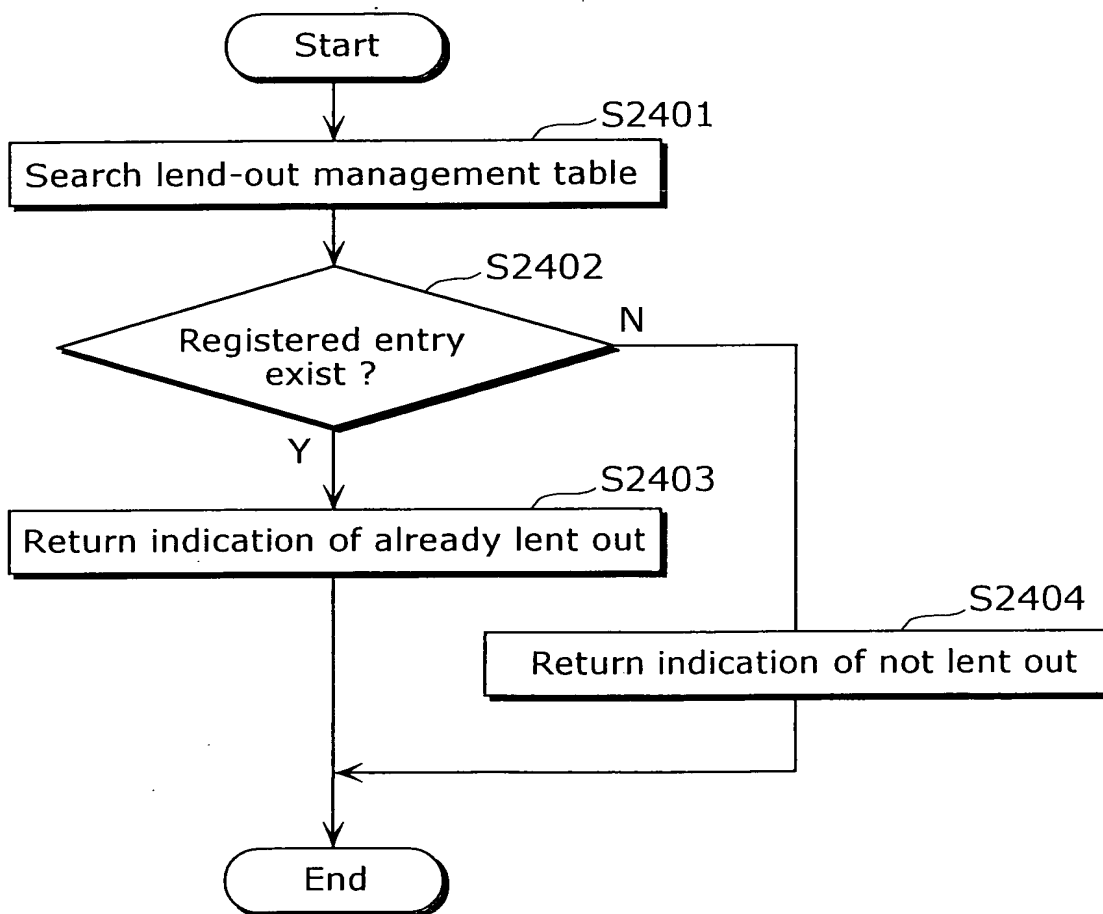 Start
S2401
Search lend-out management table
S2402
Registered entry
exist ?
N
Y
S2403
Return indication of already lent out
S2404
Return indication of not lent out
End